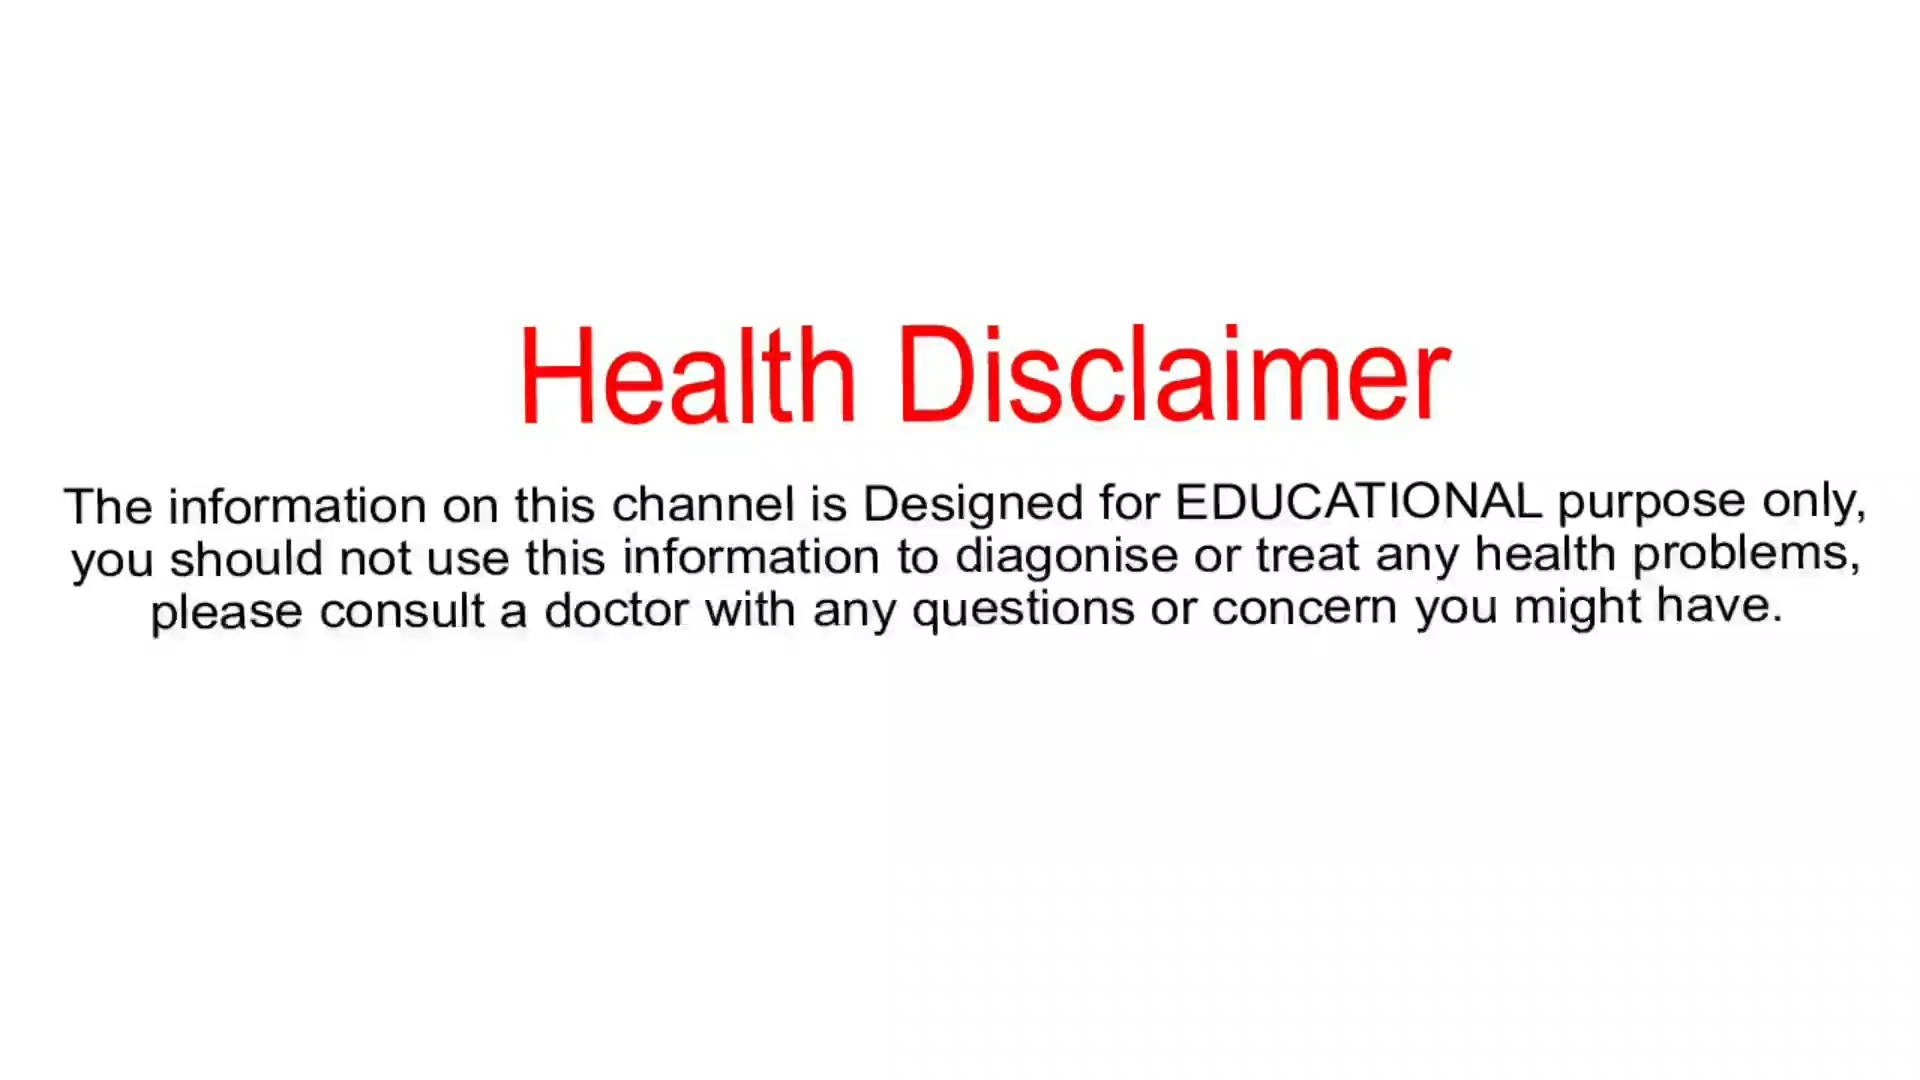 Health Disclaimer
The information on this channel is Designed for EDUCATIONAL purpose only,
you should not use this information to diagonise or treat any health problems,
please consult a doctor with any questions or concern you might have.